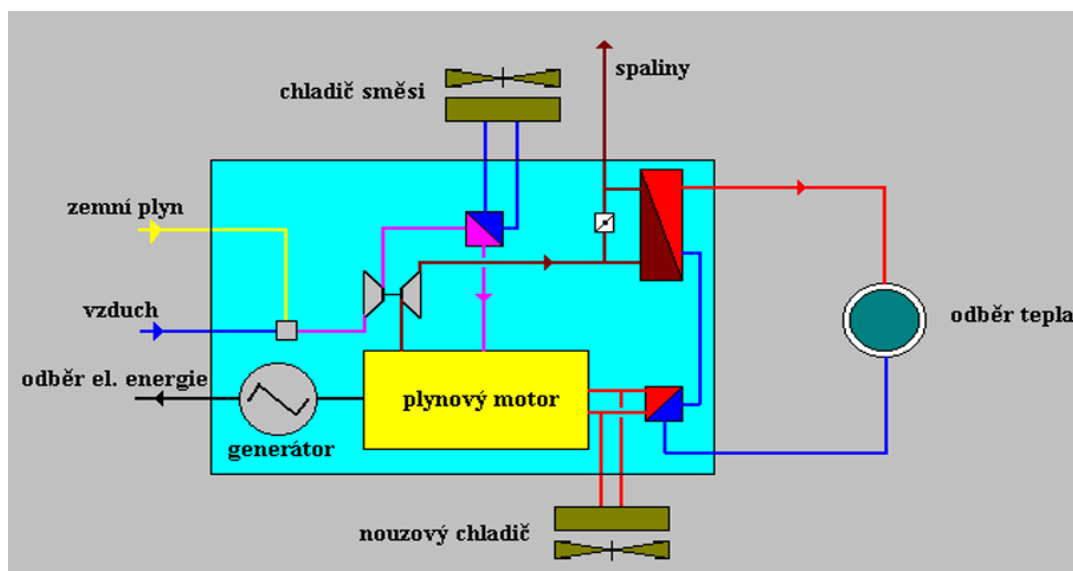 spaliny
chladič směsi
zemní plyn
vzduch
odběr tepla
odběr el. energie
plynový motor
generátor
nouzový chladič